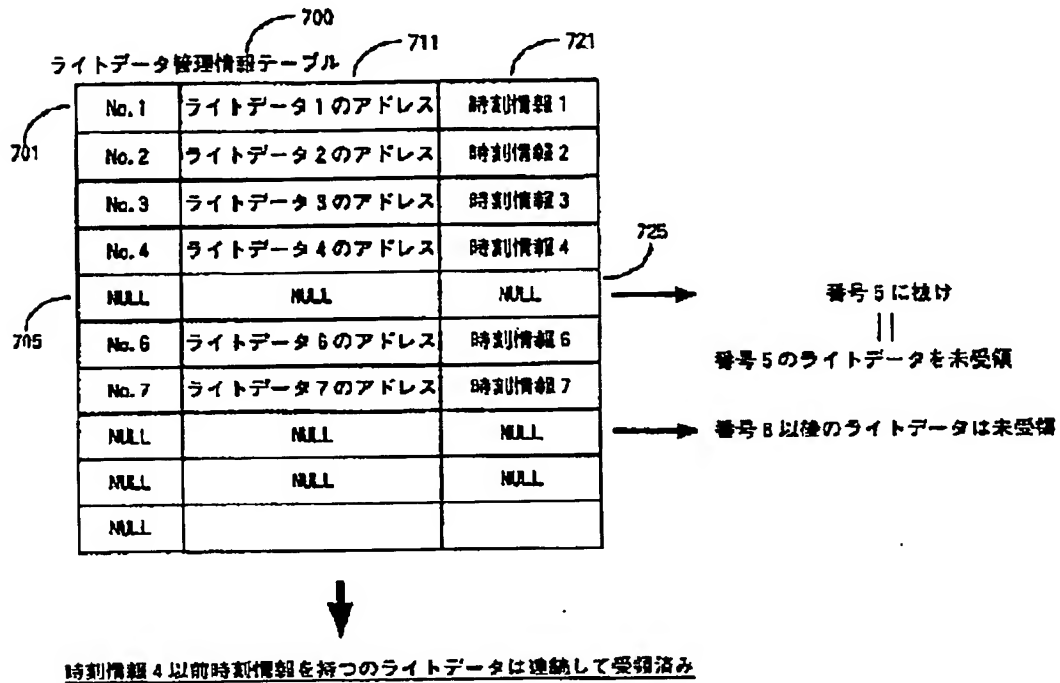 700
711
721
ライトデータ管理情報テーブル
No.1 ライトデータ1のアドレス 時刻情報1
701
No.2 ライトデータ2のアドレス 時刻情報2
No.3 ライトデータ3のアドレス 時刻情報3
No.4 ライトデータ4のアドレス 時刻情報4
725
NULL NULL NULL
番号5に抜け
705
||
No.6 ライトデータ6のアドレス 時刻情報6
番号5のライトデータを未受領
No.7 ライトデータ7のアドレス 時刻情報7
NULL NULL NULL
番号8以後のライトデータは未受領
NULL NULL NULL
NULL
時刻情報4以前時刻情報を持つのライトデータは連続して受領済み